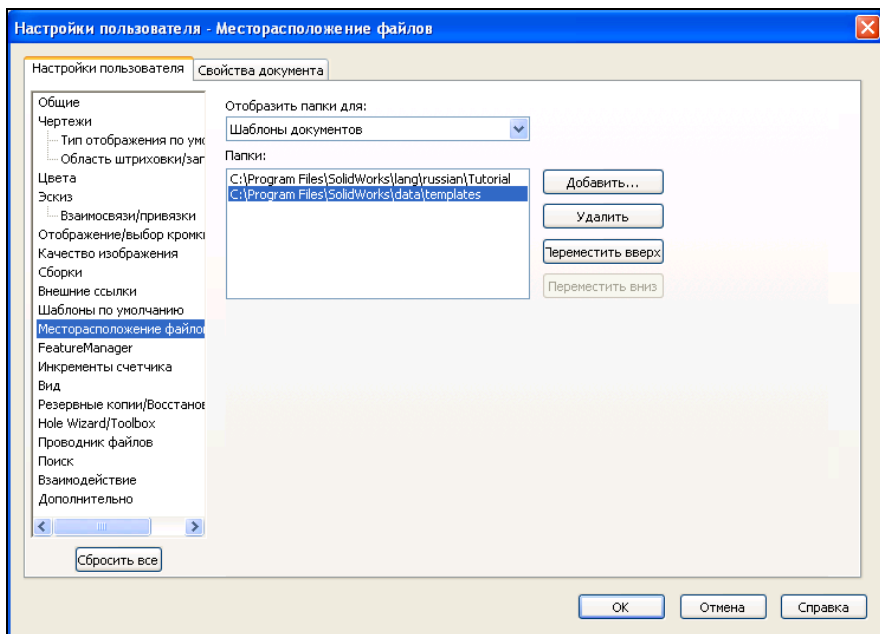 Настройки пользователя - Месторасположение файлов
Настройки пользователя
Свойства документа
Общие
Чертежи
Тип отображения по умо
Область штриховки/заг
Цвета
Эскиз
Взаимосвязи/привязки
Отображение/выбор кромк
Качество изображения
Сборки
Внешние ссылки
Шаблоны по умолчанию
Месторасположение файлов
FeatureManager
Инкременты счетчика
Вид
Резервные копии/Восстанов
Hole Wizard/Toolbox
Проводник файлов
Поиск
Взаимодействие
Дополнительно
Сбросить все
Отобразить папки для:
Шаблоны документов
Папки:
C:\Program Files\SolidWorks\lang\russian\Tutorial
C:\Program Files\SolidWorks\data\templates
Добавить...
Удалить
Переместить вверх
Переместить вниз
OK
Отмена
Справка